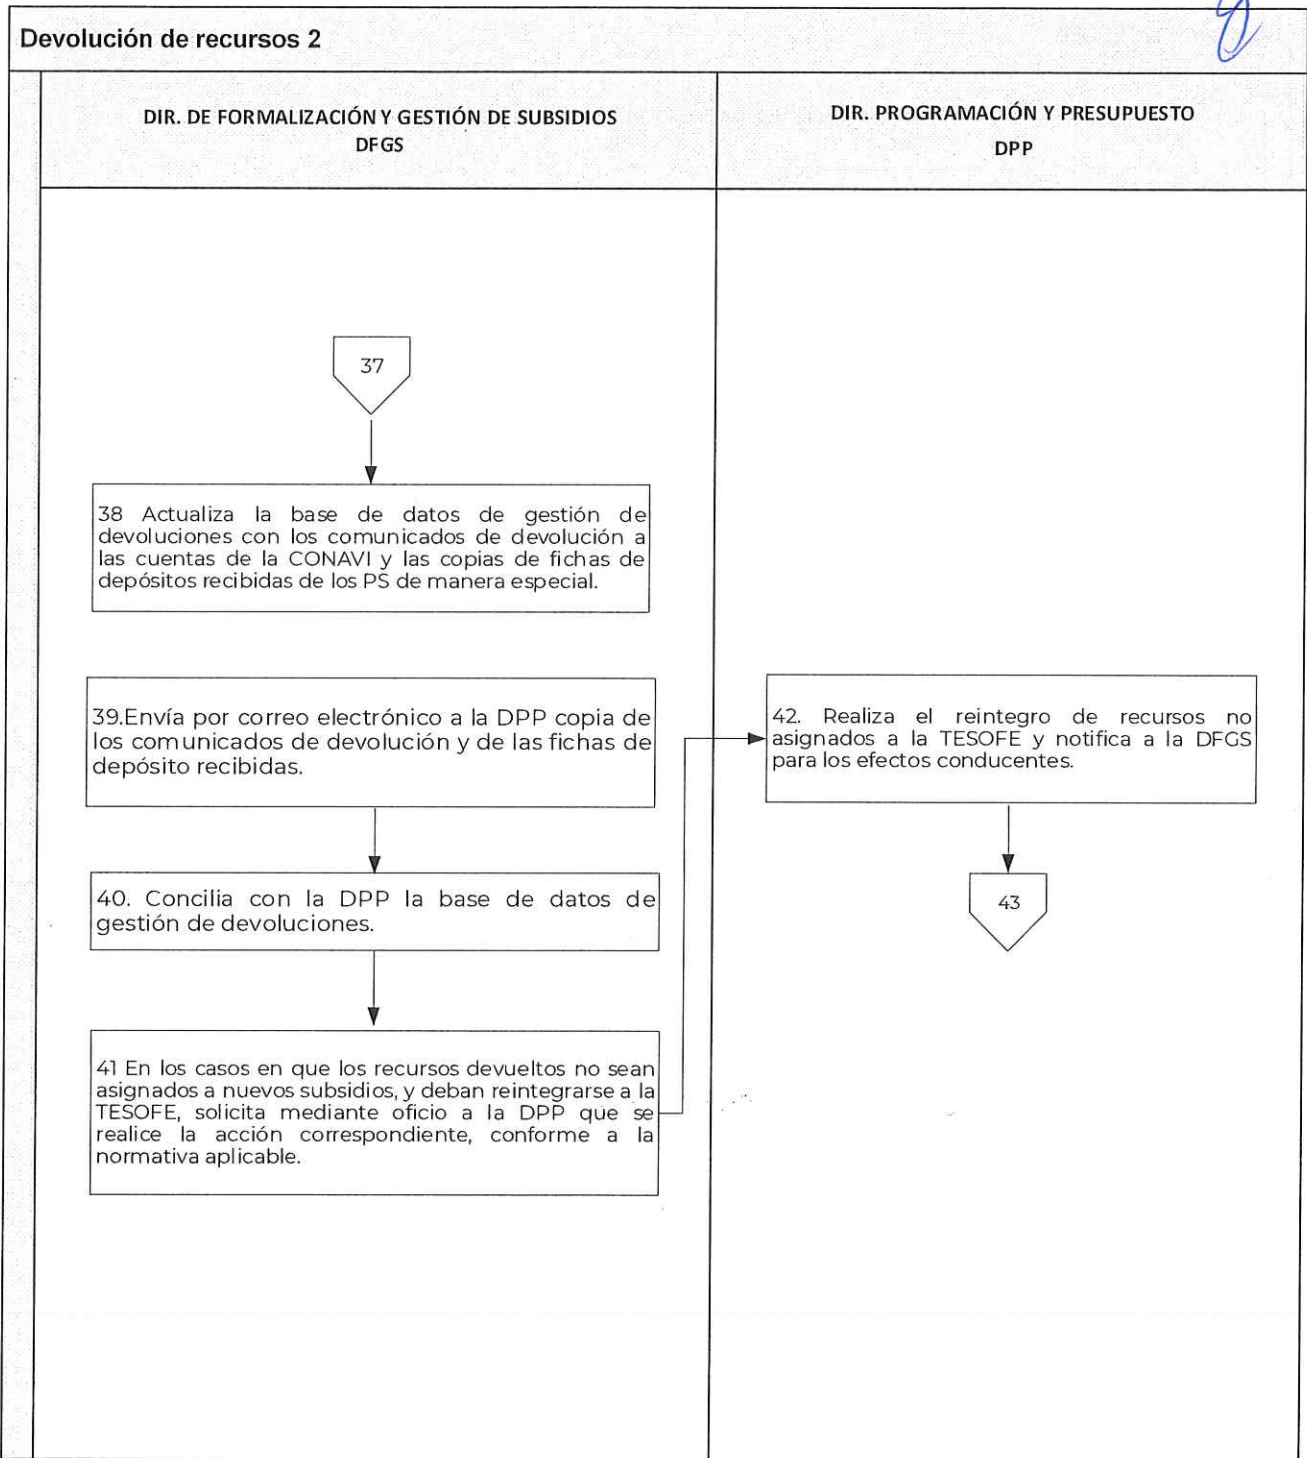 Devolución de recursos 2
DIR. DE FORMALIZACIÓN Y GESTIÓN DE SUBSIDIOS
DFGS
DIR. PROGRAMACIÓN Y PRESUPUESTO
DPP
37
38 Actualiza la base de datos de gestión de
devoluciones con los comunicados de devolución a
las cuentas de la CONAVI y las copias de fichas de
depósitos recibidas de los PS de manera especial.
39.Envía por correo electrónico a la DPP copia de
los comunicados de devolución y de las fichas de
depósito recibidas.
40. Concilia con la DPP la base de datos de
gestión de devoluciones.
41 En los casos en que los recursos devueltos no sean
asignados a nuevos subsidios, y deban reintegrarse a la
TESOFE, solicita mediante oficio a la DPP que se
realice la acción correspondiente, conforme a la
normativa aplicable.
42. Realiza el reintegro de recursos no
asignados a la TESOFE y notifica a la DFGS
para los efectos conducentes.
43